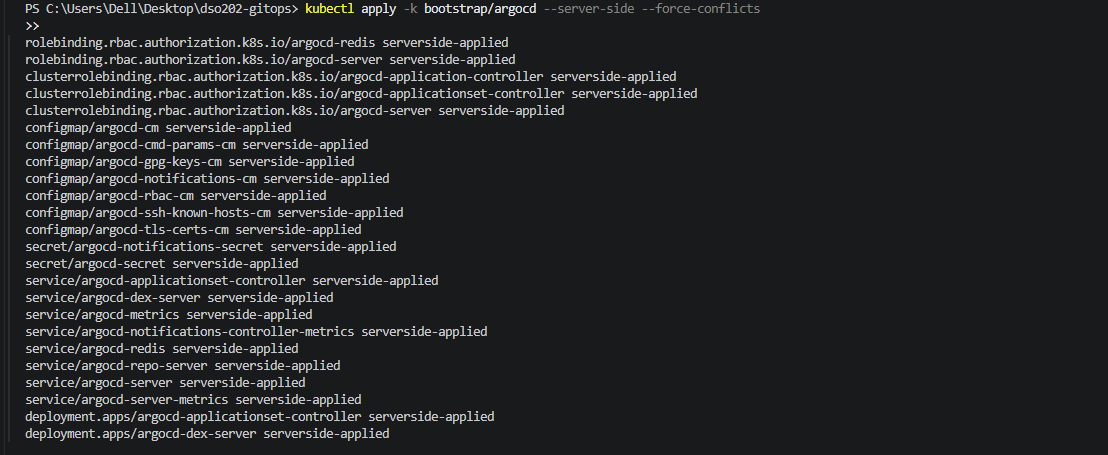 PS C:\Users\Dell\Desktop\dso202-gitops> kubectl apply -k bootstrap/argocd --server-side --force-conflicts
>>
rolebinding.rbac.authorization.k8s.io/argocd-redis serverside-applied
rolebinding.rbac.authorization.k8s.io/argocd-server serverside-applied
clusterrolebinding.rbac.authorization.k8s.io/argocd-application-controller serverside-applied
clusterrolebinding.rbac.authorization.k8s.io/argocd-applicationset-controller serverside-applied
clusterrolebinding.rbac.authorization.k8s.io/argocd-server serverside-applied
configmap/argocd-cm serverside-applied
configmap/argocd-cmd-params-cm serverside-applied
configmap/argocd-gpg-keys-cm serverside-applied
configmap/argocd-notifications-cm serverside-applied
configmap/argocd-rbac-cm serverside-applied
configmap/argocd-ssh-known-hosts-cm serverside-applied
configmap/argocd-tls-certs-cm serverside-applied
secret/argocd-notifications-secret serverside-applied
secret/argocd-secret serverside-applied
service/argocd-applicationset-controller serverside-applied
service/argocd-dex-server serverside-applied
service/argocd-metrics serverside-applied
service/argocd-notifications-controller-metrics serverside-applied
service/argocd-redis serverside-applied
service/argocd-repo-server serverside-applied
service/argocd-server serverside-applied
service/argocd-server-metrics serverside-applied
deployment.apps/argocd-applicationset-controller serverside-applied
deployment.apps/argocd-dex-server serverside-applied